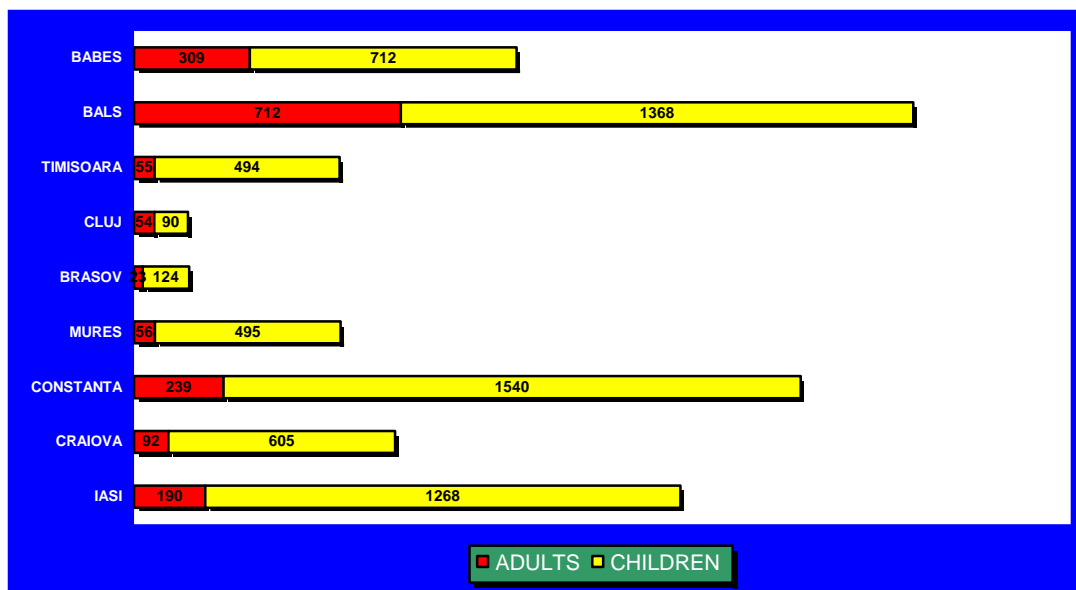 BABES 309 712
BALS 712 1368
TIMISOARA 55 494
CLUJ 54 90
BRASOV 23 124
MURES 56 495
CONSTANTA 239 1540
CRAIOVA 92 605
IASI 190 1268
ADULTS CHILDREN